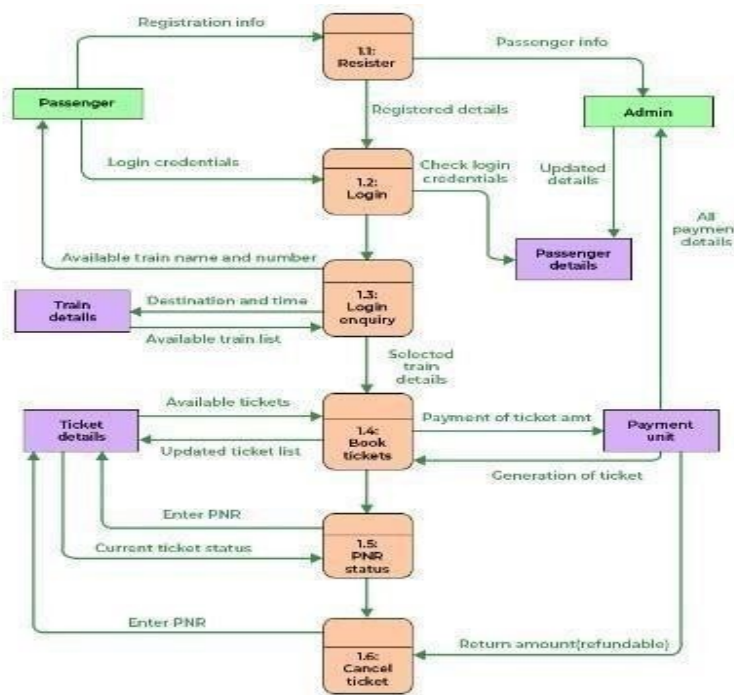 Registration info
1.1:
Resister
Passenger info
Passenger
Admin
Registered details
Login credentials
1.2:
Login
Check login
credentials
Updated
details
All
paymen
details
Available train name and number
Passenger
details
1.3:
Login
enquiry
Train
details
Destination and time
Available train list
Selected
train
details
Available tickets
Ticket
details
1.4:
Book
tickets
Payment of ticket amt
Payment
unit
Updated ticket list
Generation of ticket
Enter PNR
1.5:
PNR
status
Current ticket status
Enter PNR
1.6:
Cancel
ticket
Return amount(refundable)